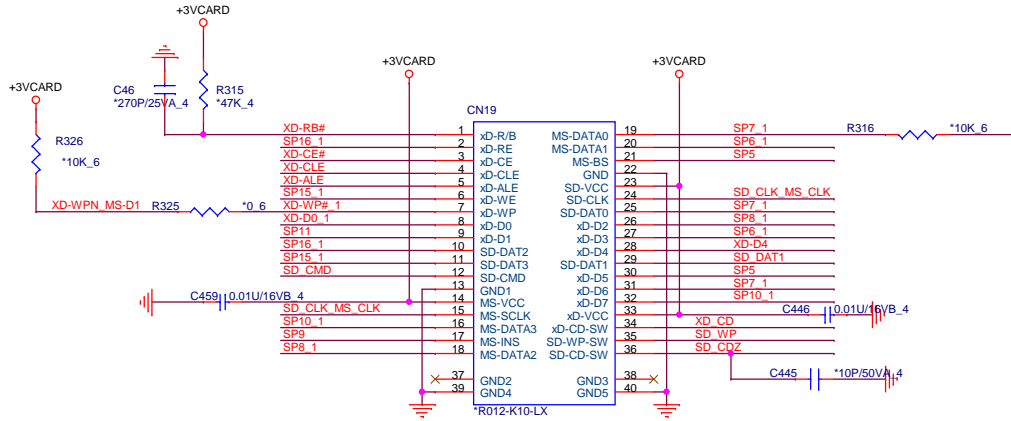 +3VCARD
+3VCARD
+3VCARD
+3VCARD
C46
*270P/25VA_4
R315
*47K_4
R326
*10K_6
CN19
XD-RB# 1 xD-R/B MS-DATA0 19 SP7_1 R316 *10K_6
SP16_1 2 xD-RE MS-DATA1 20 SP6_1
XD-CE# 3 xD-CE MS-BS 21 SP5
XD-CLE 4 xD-CLE GND 22
XD-ALE 5 xD-ALE SD-VCC 23
SP15_1 6 xD-WE SD-CLK 24 SD_CLK_MS_CLK
XD-WPN_MS-D1 R325 *0_6 XD-WP#_1 7 xD-WP SD-DAT0 25 SP7_1
XD-D0_1 8 xD-D0 xD-D2 26 SP8_1
SP11 9 xD-D1 xD-D3 27 SP6_1
SP16_1 10 SD-DAT2 xD-D4 28 XD-D4
SP15_1 11 SD-DAT3 SD-DAT1 29 SD_DAT1
SD_CMD 12 SD-CMD xD-D5 30 SP5
13 GND1 xD-D6 31 SP7_1
C459 0.01U/16VB_4 14 MS-VCC xD-D7 32 SP10_1
SD_CLK_MS_CLK 15 MS-SCLK xD-VCC 33 C446 0.01U/16VB_4
SP10_1 16 MS-DATA3 xD-CD-SW 34 XD_CD
SP9 17 MS-INS SD-WP-SW 35 SD_WP
SP8_1 18 MS-DATA2 SD-CD-SW 36 SD_CDZ
37 GND2 GND3 38 C445 *10P/50VA_4
39 GND4 GND5 40
*R012-K10-LX